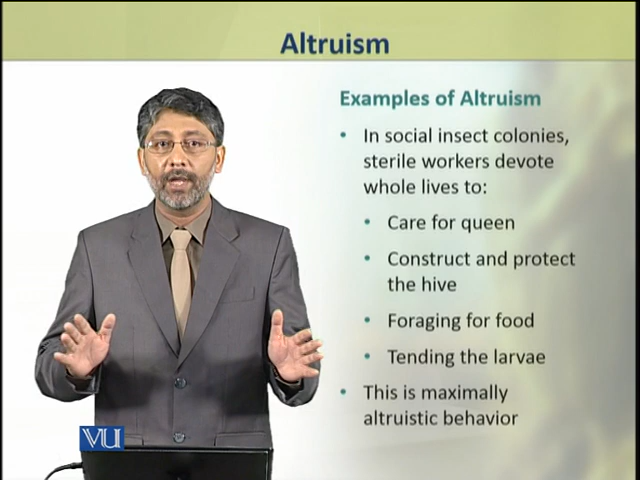 Altruism
Examples of Altruism
• In social insect colonies,
sterile workers devote
whole lives to:
• Care for queen
• Construct and protect
the hive
• Foraging for food
• Tending the larvae
• This is maximally
altruistic behavior
VU